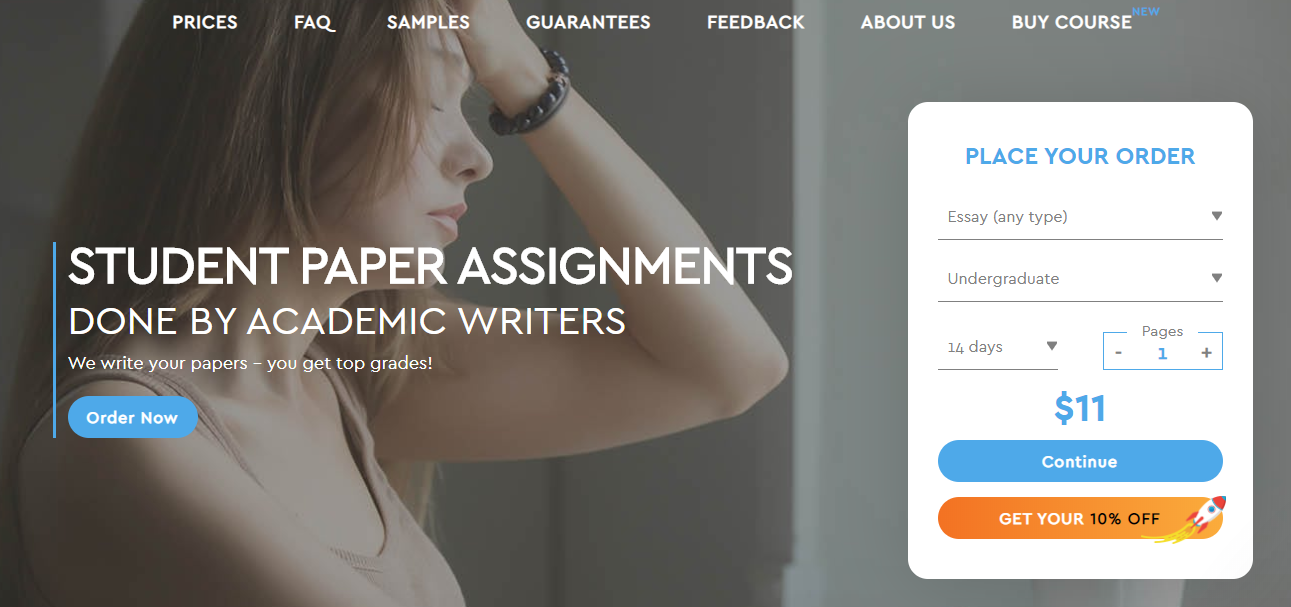 PRICES FAQ SAMPLES GUARANTEES FEEDBACK ABOUT US BUY COURSE NEW
STUDENT PAPER ASSIGNMENTS
DONE BY ACADEMIC WRITERS
We write your papers – you get top grades!
Order Now
PLACE YOUR ORDER
Essay (any type)
Undergraduate
14 days
Pages
- 1 +
$11
Continue
GET YOUR 10% OFF